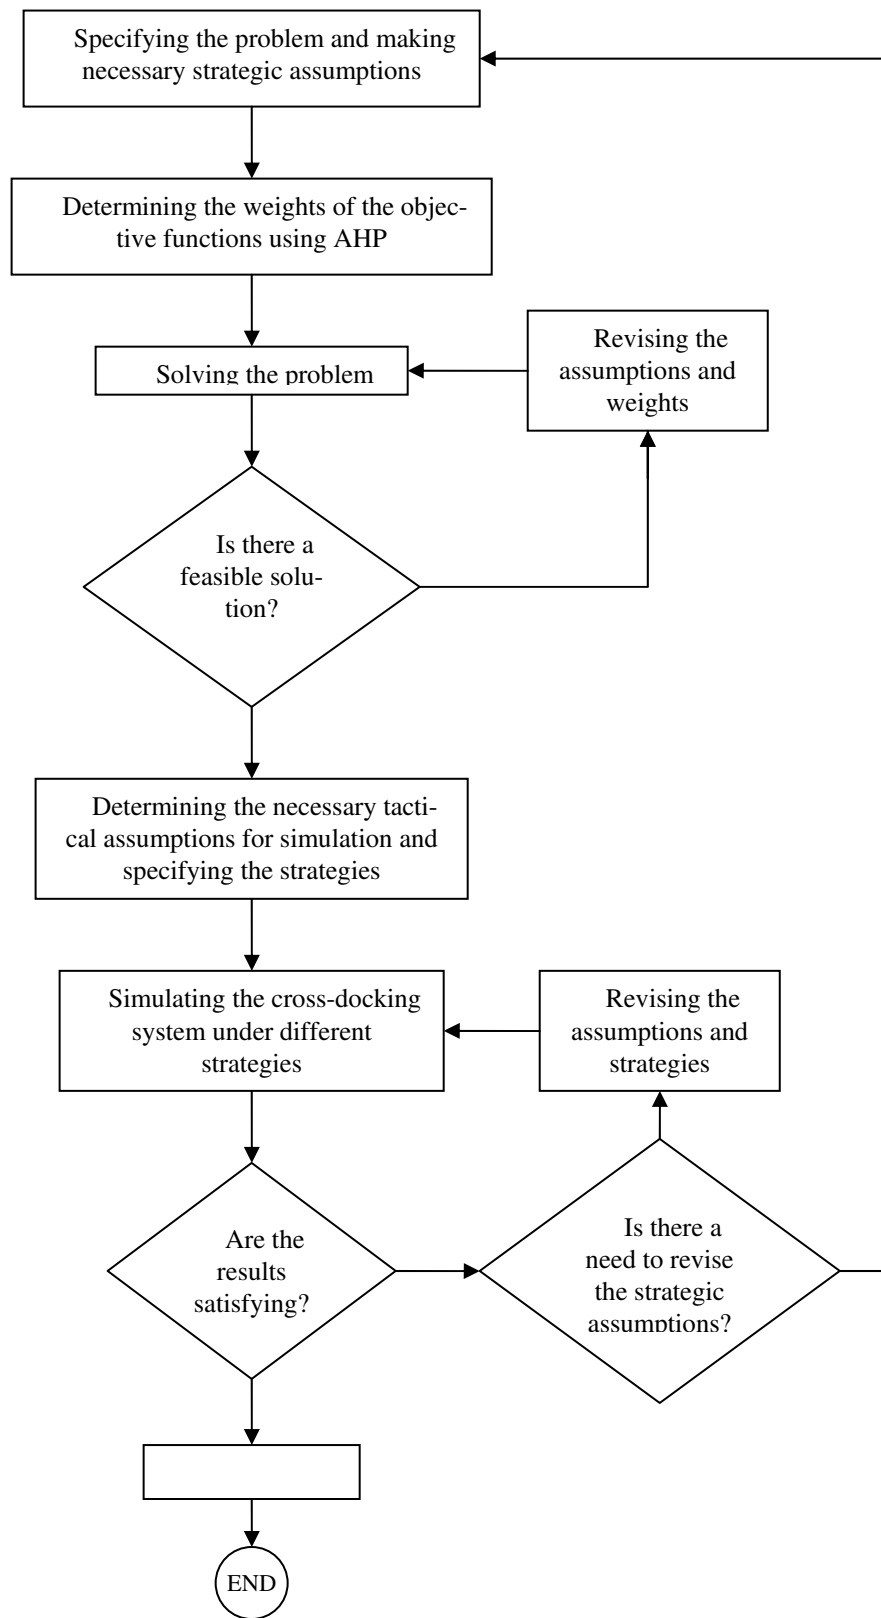 Specifying the problem and making
necessary strategic assumptions
Determining the weights of the objec-
tive functions using AHP
Solving the problem
Revising the
assumptions and
weights
Is there a
feasible solu-
tion?
Determining the necessary tacti-
cal assumptions for simulation and
specifying the strategies
Simulating the cross-docking
system under different
strategies
Revising the
assumptions and
strategies
Are the
results
satisfying?
Is there a
need to revise
the strategic
assumptions?
END